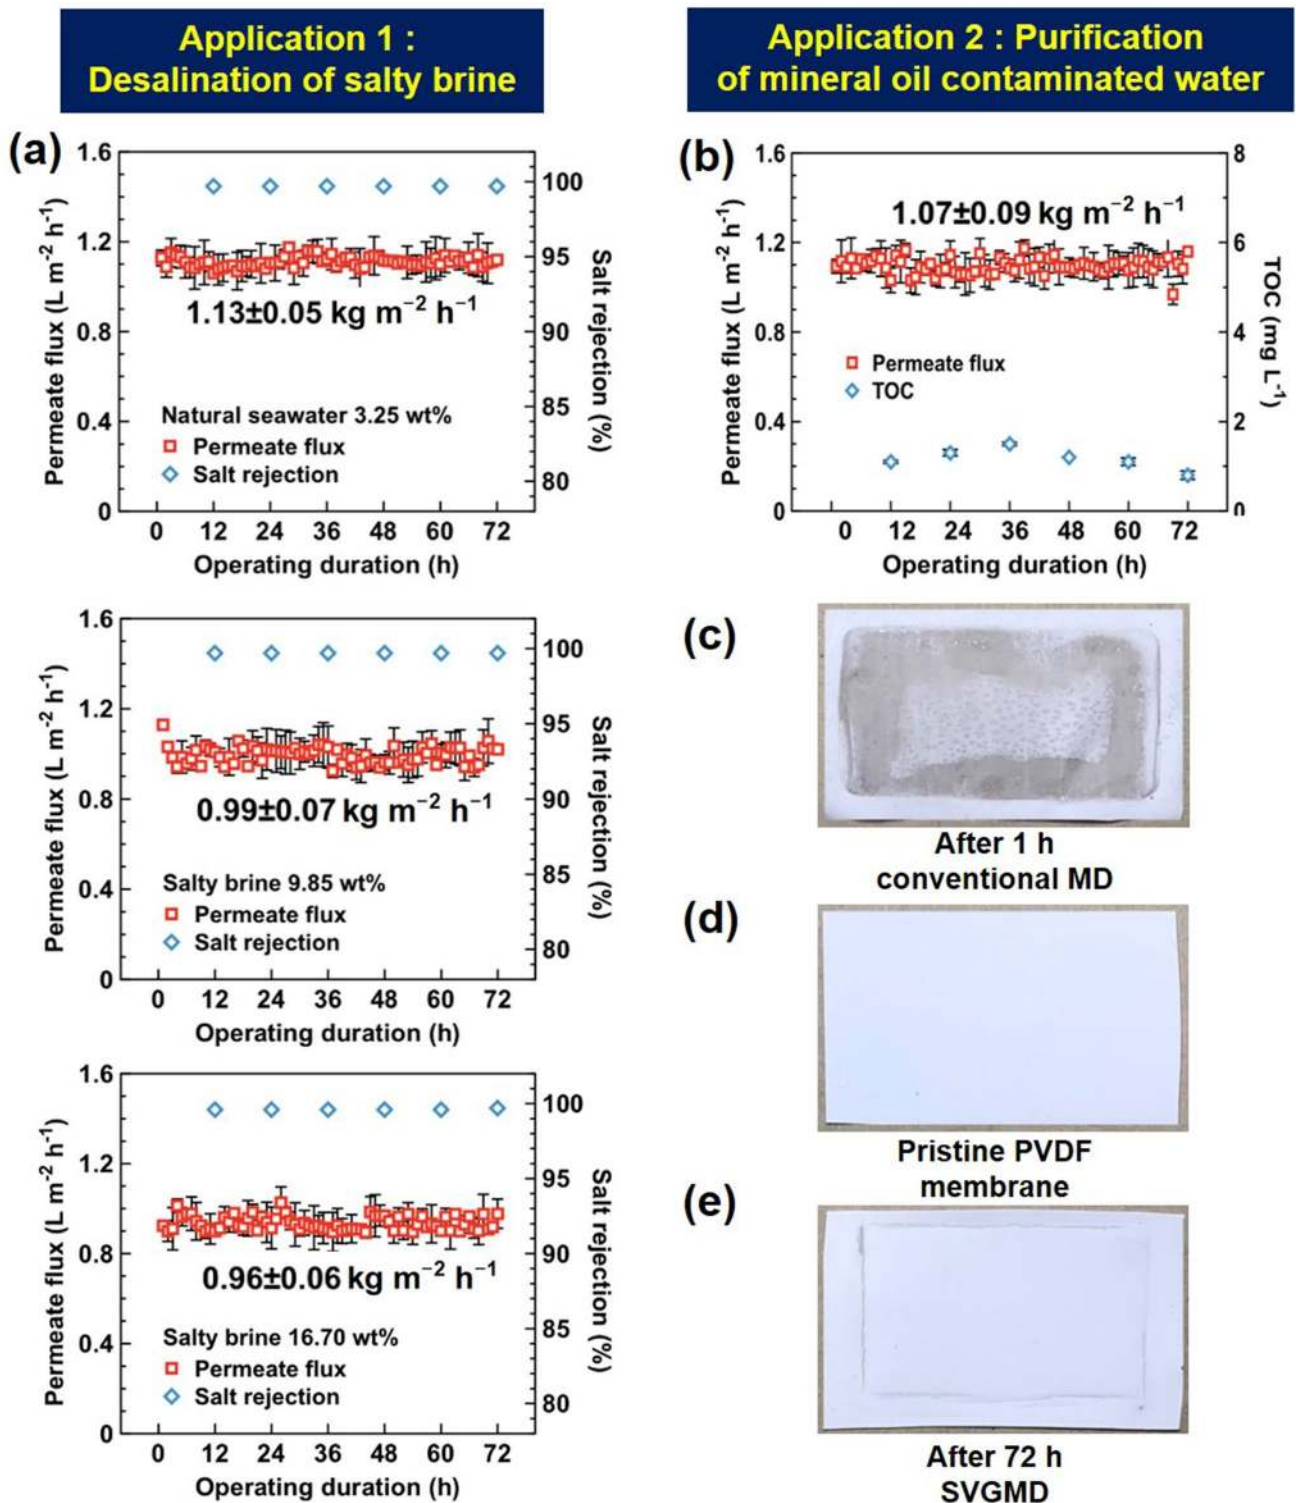 Application 1 :
Desalination of salty brine
Application 2 : Purification
of mineral oil contaminated water
(a)
1.6
1.2
0.8
0.4
0
Permeate flux (L m⁻² h⁻¹)
100
95
90
85
80
Salt rejection (%)
1.13±0.05 kg m⁻² h⁻¹
Natural seawater 3.25 wt%
Permeate flux
Salt rejection
0 12 24 36 48 60 72
Operating duration (h)
1.6
1.2
0.8
0.4
0
Permeate flux (L m⁻² h⁻¹)
100
95
90
85
80
Salt rejection (%)
0.99±0.07 kg m⁻² h⁻¹
Salty brine 9.85 wt%
Permeate flux
Salt rejection
0 12 24 36 48 60 72
Operating duration (h)
1.6
1.2
0.8
0.4
0
Permeate flux (L m⁻² h⁻¹)
100
95
90
85
80
Salt rejection (%)
0.96±0.06 kg m⁻² h⁻¹
Salty brine 16.70 wt%
Permeate flux
Salt rejection
0 12 24 36 48 60 72
Operating duration (h)
(b)
1.6
1.2
0.8
0.4
0
Permeate flux (L m⁻² h⁻¹)
8
6
4
2
0
TOC (mg L⁻¹)
1.07±0.09 kg m⁻² h⁻¹
Permeate flux
TOC
0 12 24 36 48 60 72
Operating duration (h)
(c)
After 1 h
conventional MD
(d)
Pristine PVDF
membrane
(e)
After 72 h
SVGMD